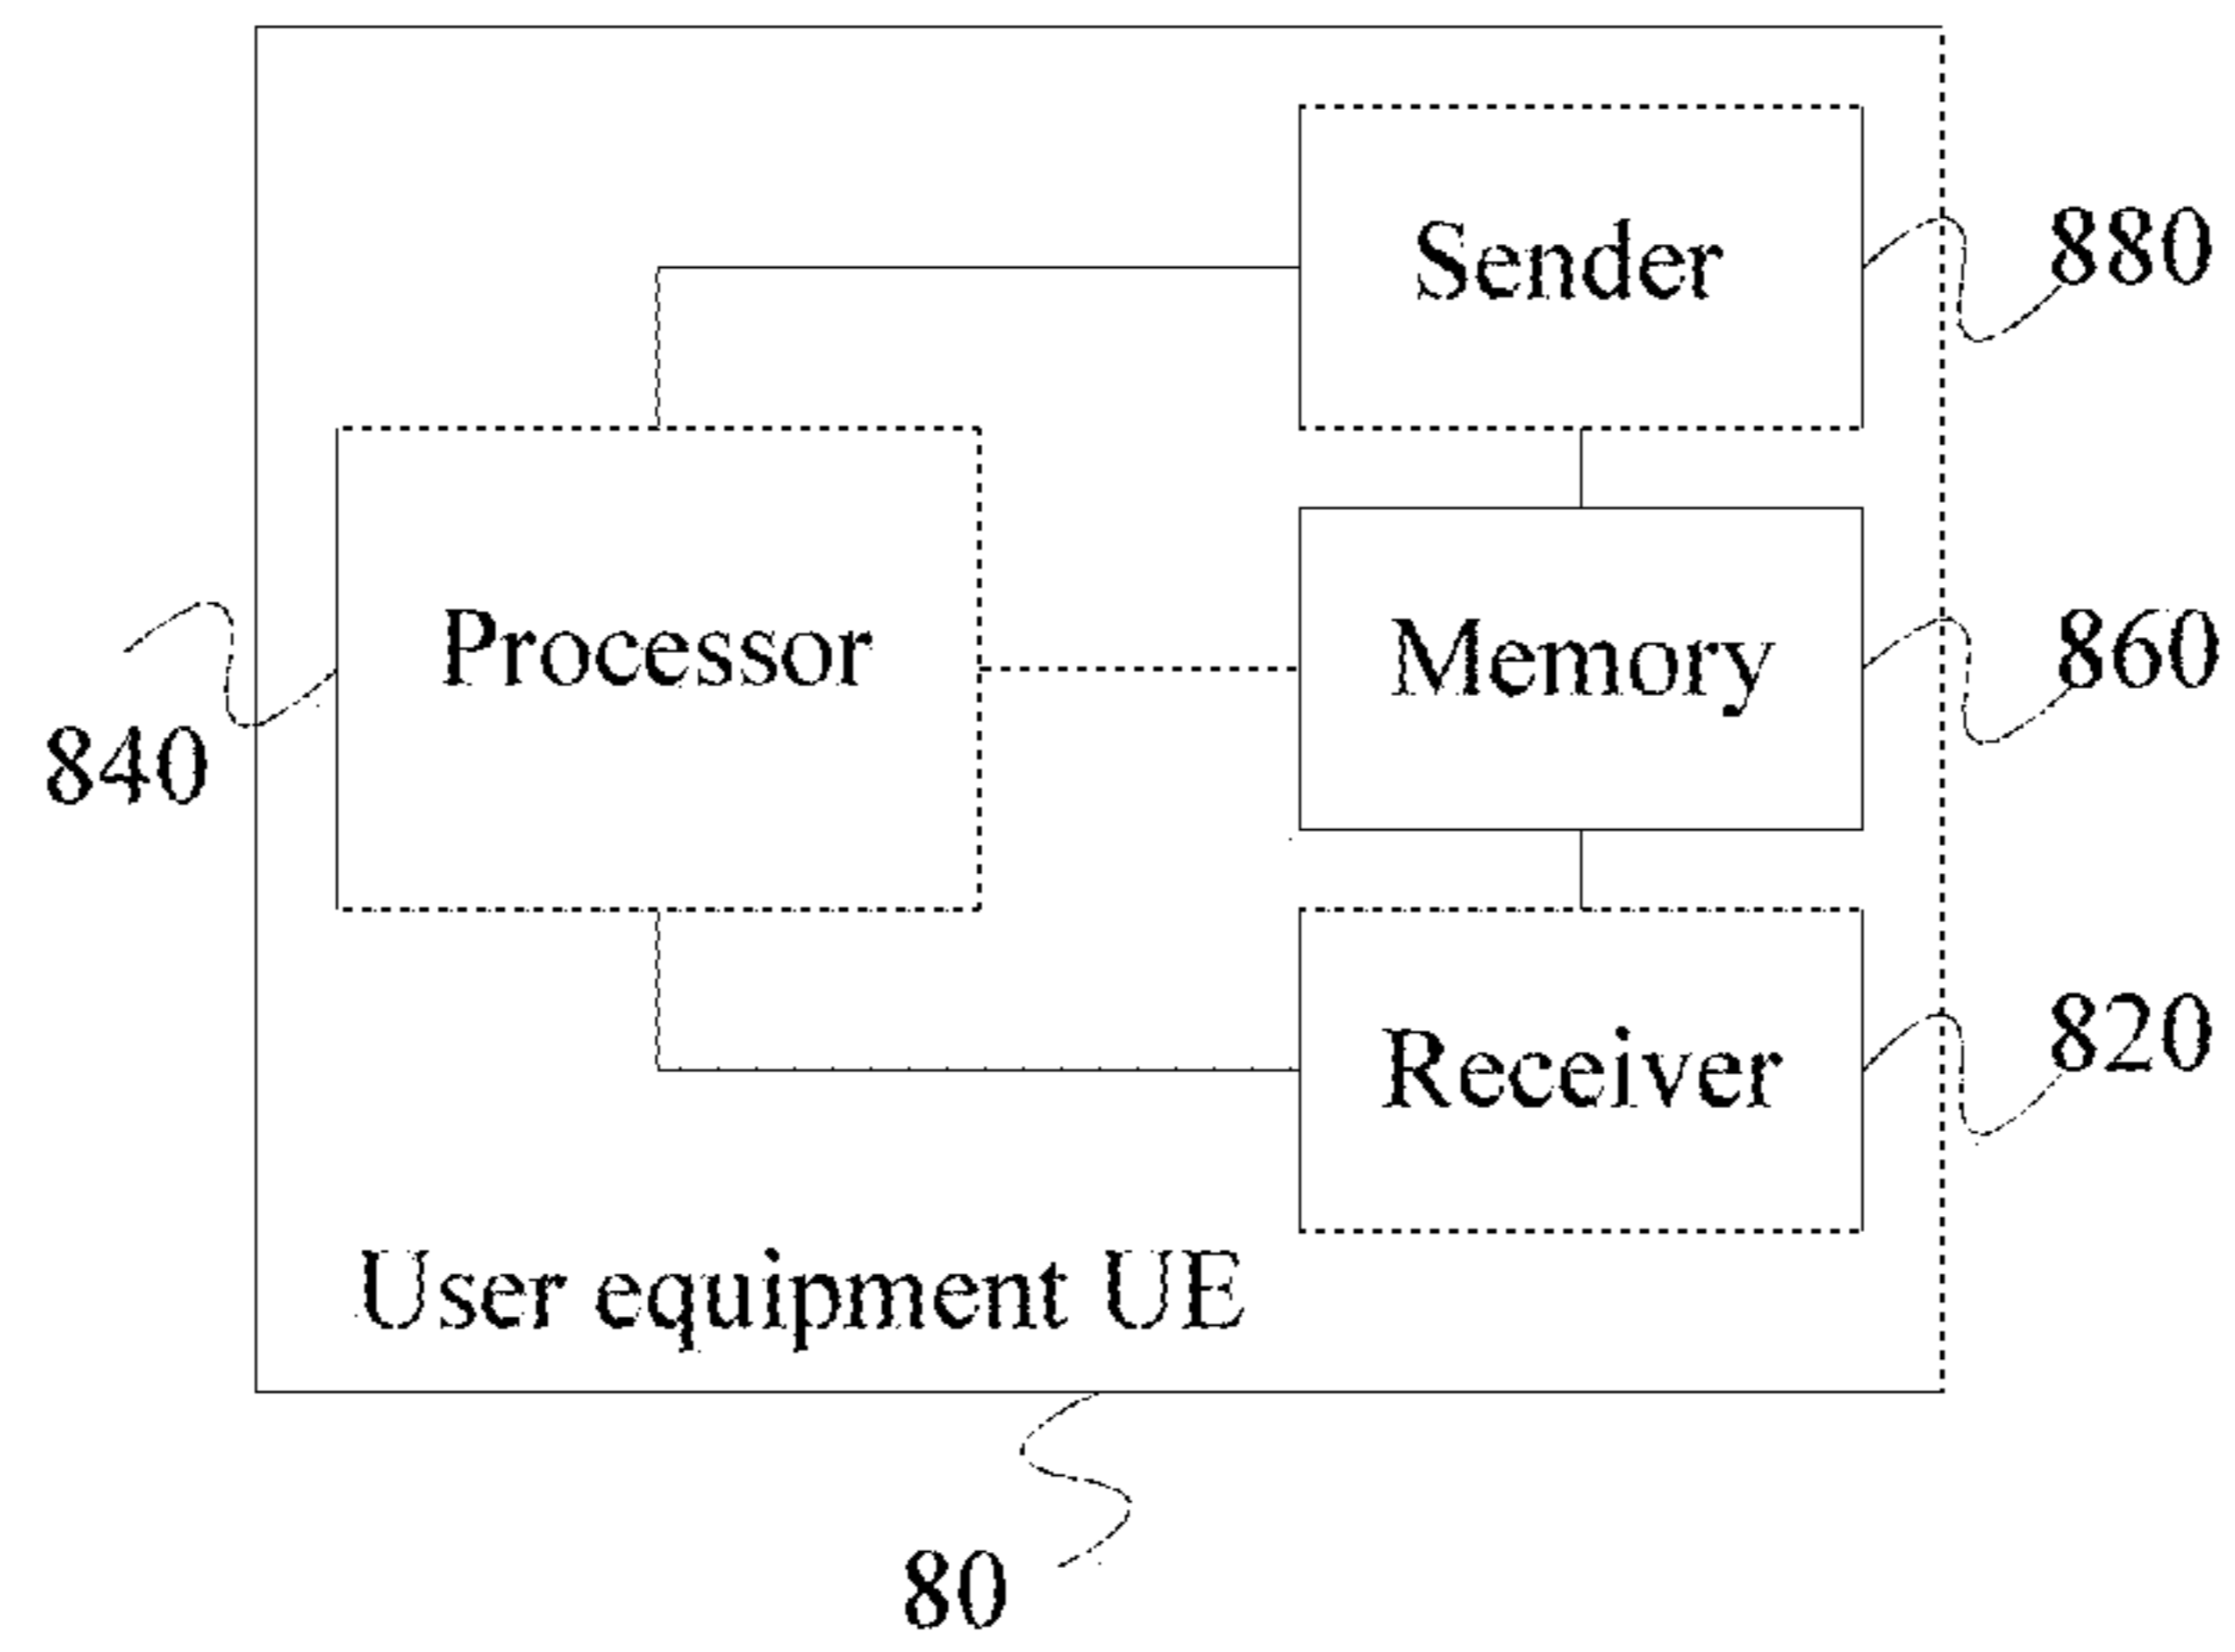 Sender
880
Processor
Memory
860
840
Receiver
820
User equipment UE
80